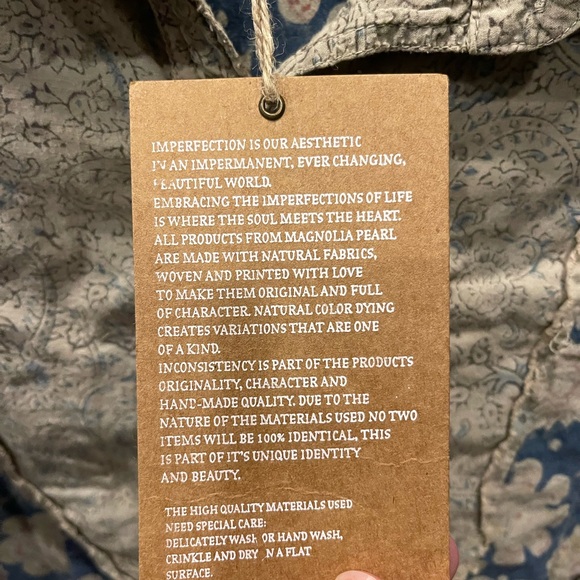 IMPERFECTION IS OUR AESTHETIC
IN AN IMPERMANENT, EVER CHANGING,
BEAUTIFUL WORLD.
EMBRACING THE IMPERFECTIONS OF LIFE
IS WHERE THE SOUL MEETS THE HEART.
ALL PRODUCTS FROM MAGNOLIA PEARL
ARE MADE WITH NATURAL FABRICS,
WOVEN AND PRINTED WITH LOVE
TO MAKE THEM ORIGINAL AND FULL
OF CHARACTER. NATURAL COLOR DYING
CREATES VARIATIONS THAT ARE ONE
OF A KIND.
INCONSISTENCY IS PART OF THE PRODUCTS
ORIGINALITY, CHARACTER AND
HAND-MADE QUALITY. DUE TO THE
NATURE OF THE MATERIALS USED NO TWO
ITEMS WILL BE 100% IDENTICAL, THIS
IS PART OF IT'S UNIQUE IDENTITY
AND BEAUTY.
THE HIGH QUALITY MATERIALS USED
NEED SPECIAL CARE:
DELICATELY WASH OR HAND WASH,
CRINKLE AND DRY IN A FLAT
SURFACE.